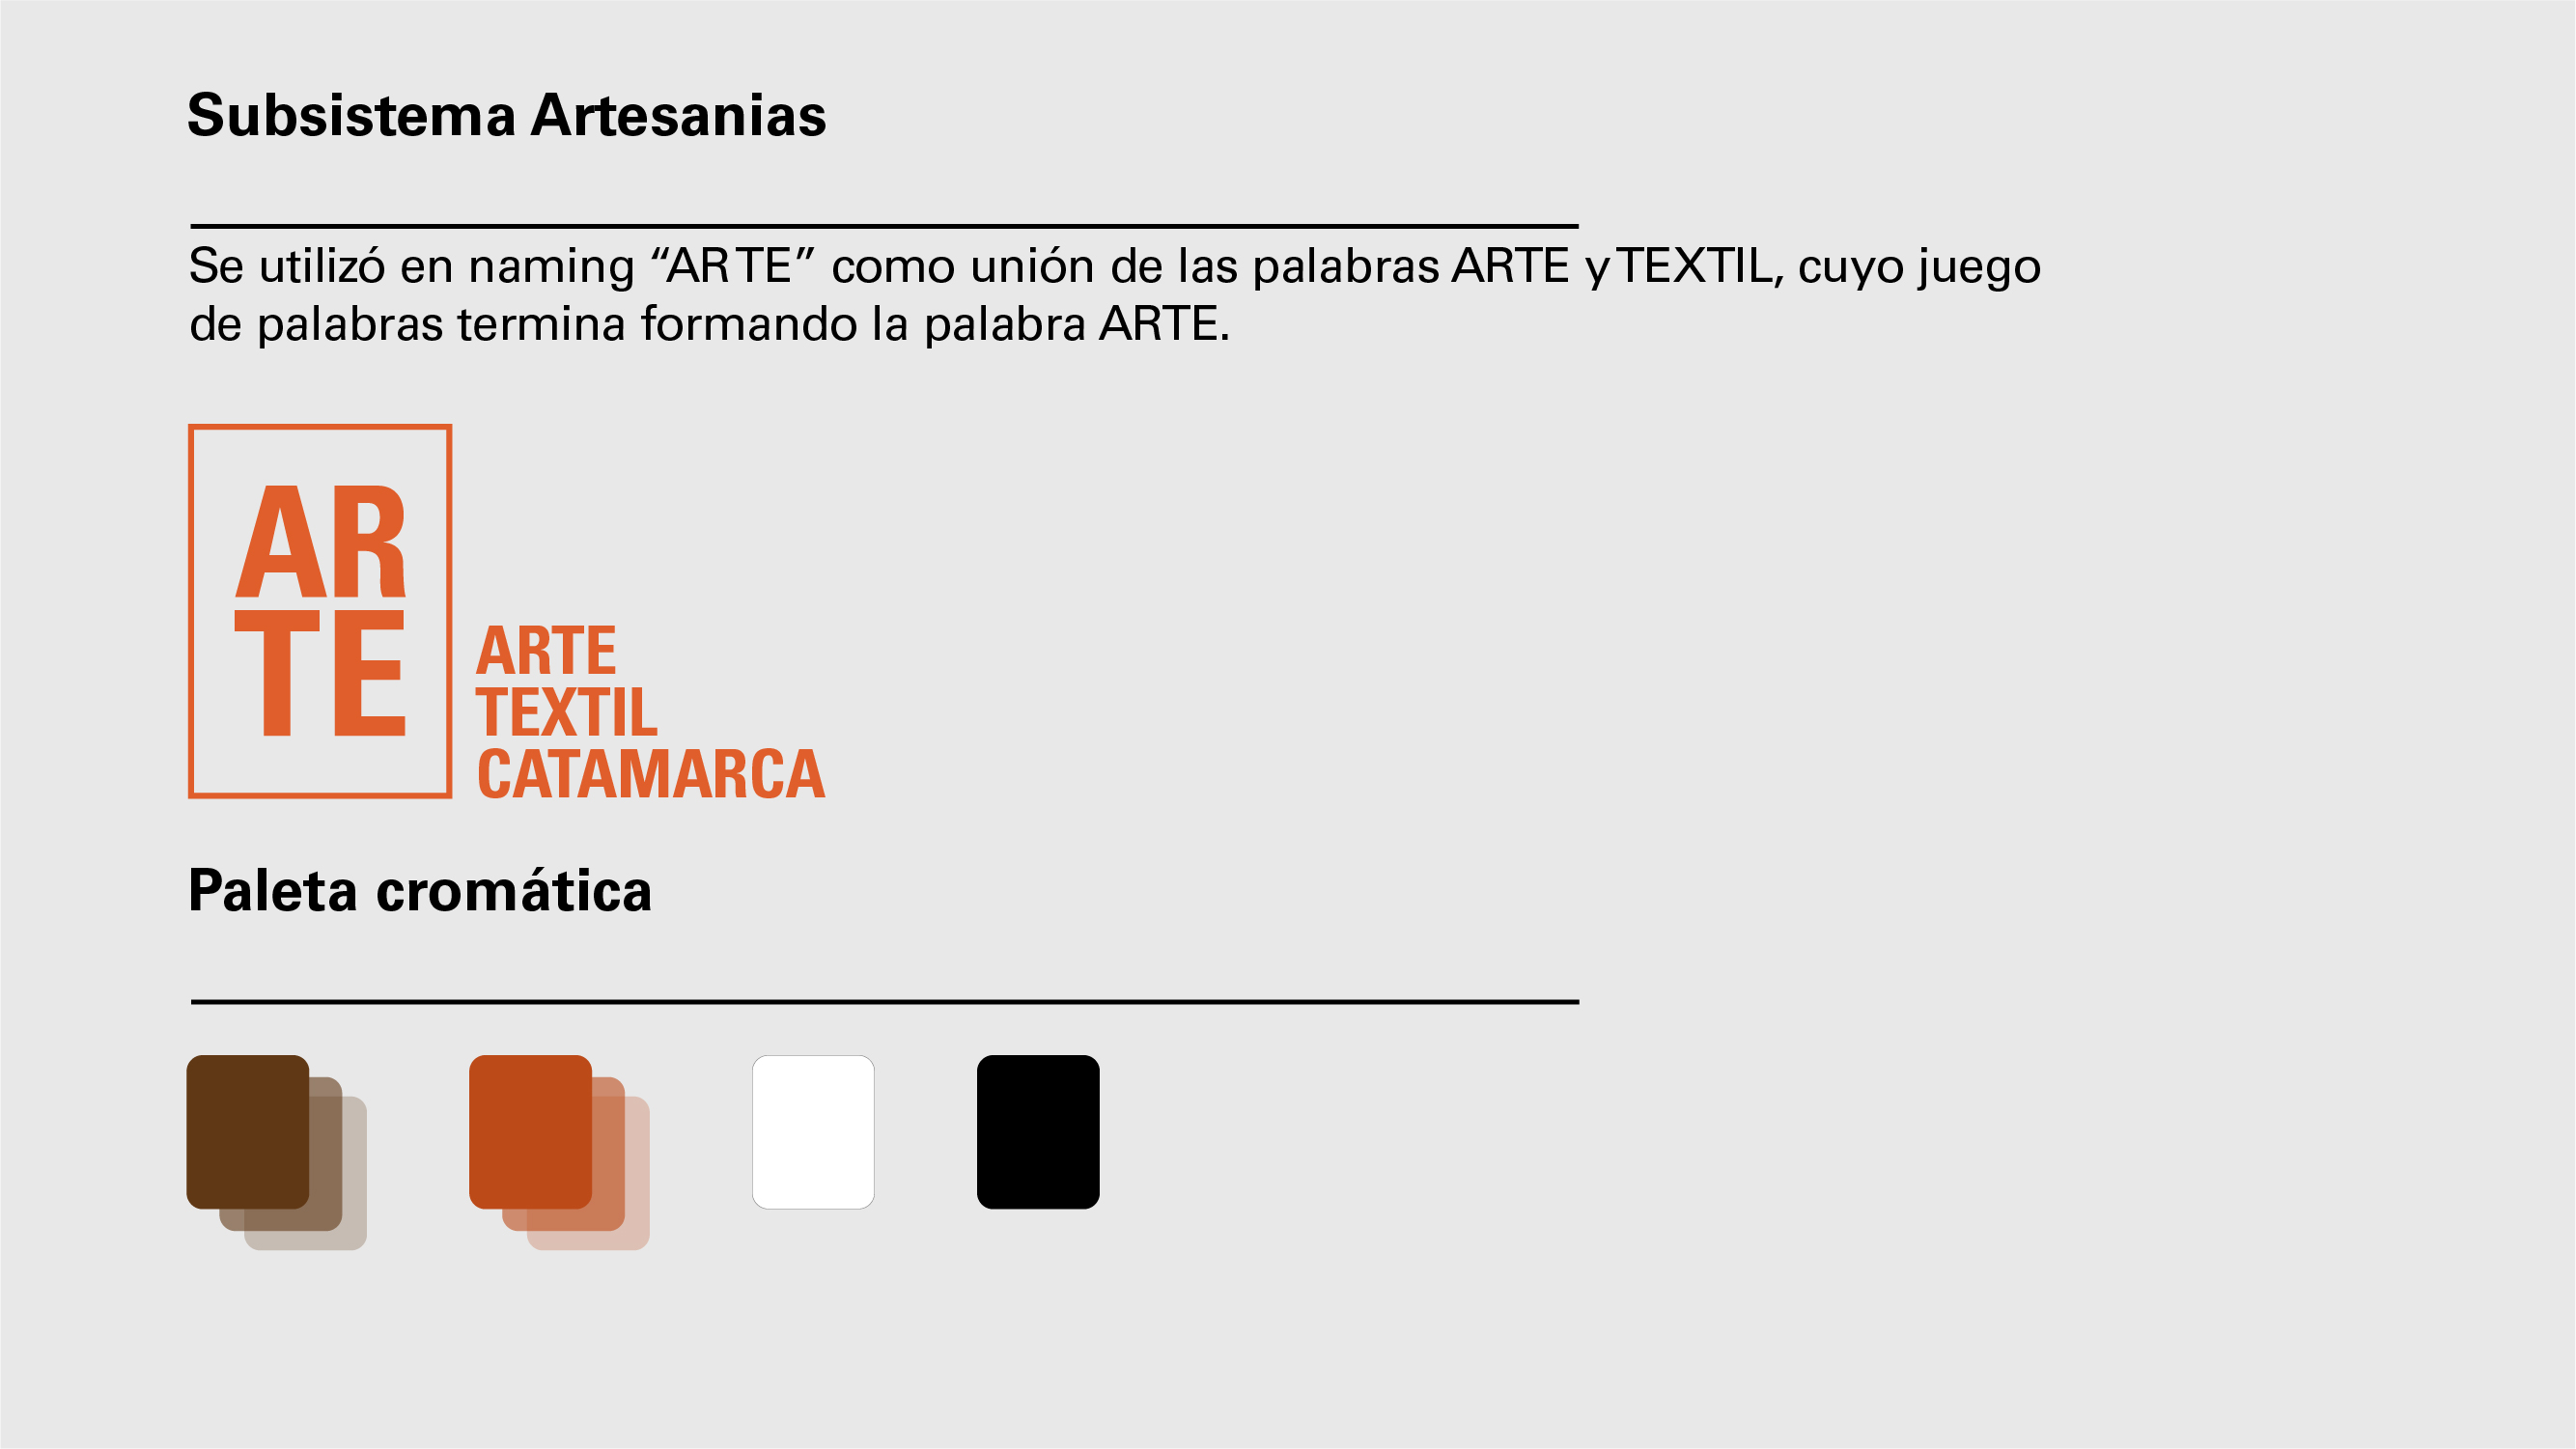 Subsistema Artesanias
Se utilizó en naming “AR TE” como unión de las palabras ARTE y TEXTIL, cuyo juego
de palabras termina formando la palabra ARTE.
AR
TE
ARTE
TEXTIL
CATAMARCA
Paleta cromática